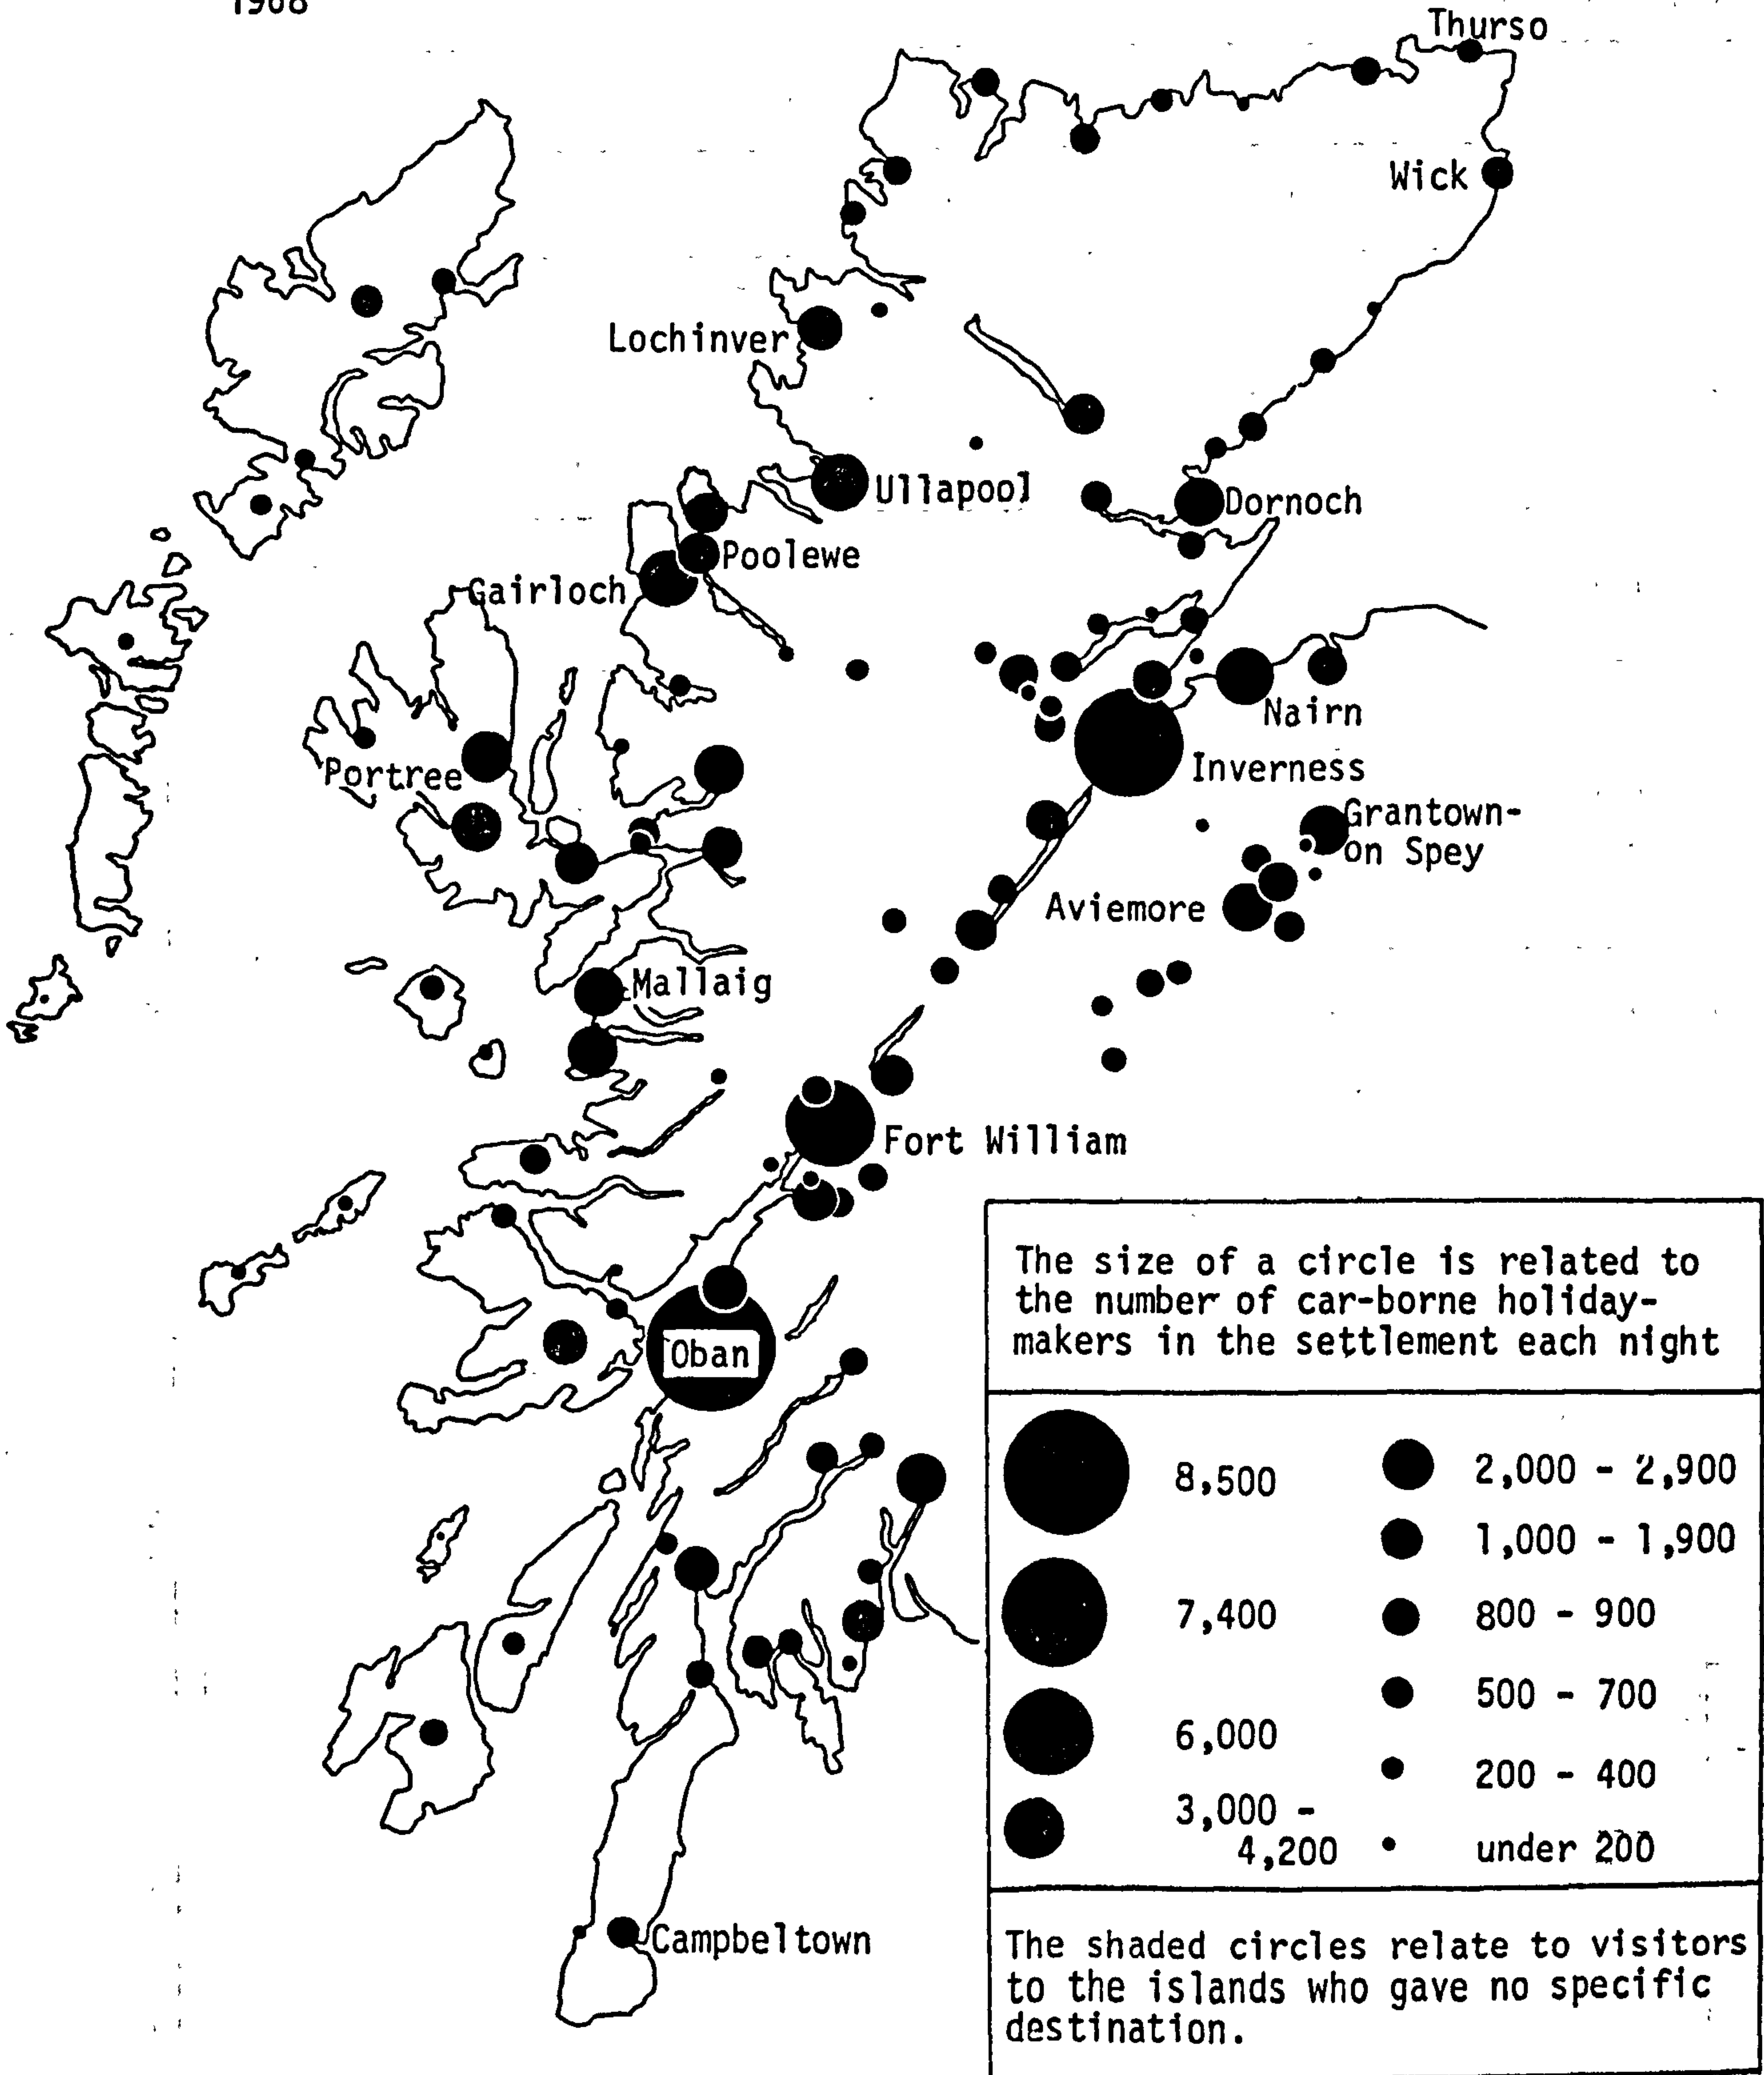 1968
Thurso
Wick
Lochinver
Ullapool
Dornoch
Poolewe
Gairloch
Nairn
Portree
Inverness
Grantown-
on Spey
Aviemore
Mallaig
Fort William
Oban
Campbeltown
The size of a circle is related to
the number of car-borne holiday-
makers in the settlement each night
8,500
7,400
6,000
3,000 -
4,200
2,000 - 2,900
1,000 - 1,900
800 - 900
500 - 700
200 - 400
under 200
The shaded circles relate to visitors
to the islands who gave no specific
destination.